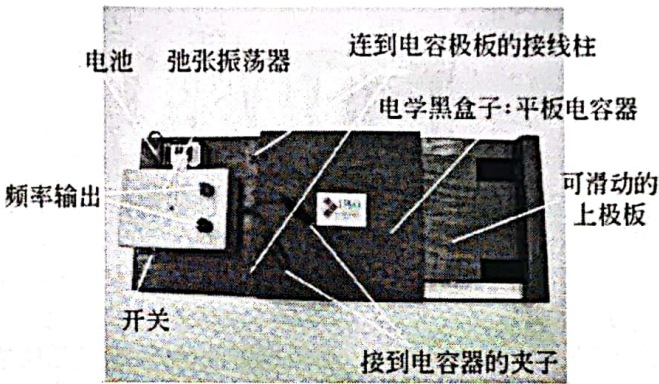 电池 弛张振荡器
连到电容极板的接线柱
电学黑盒子:平板电容器
频率输出
可滑动的
上极板
开关
接到电容器的夹子